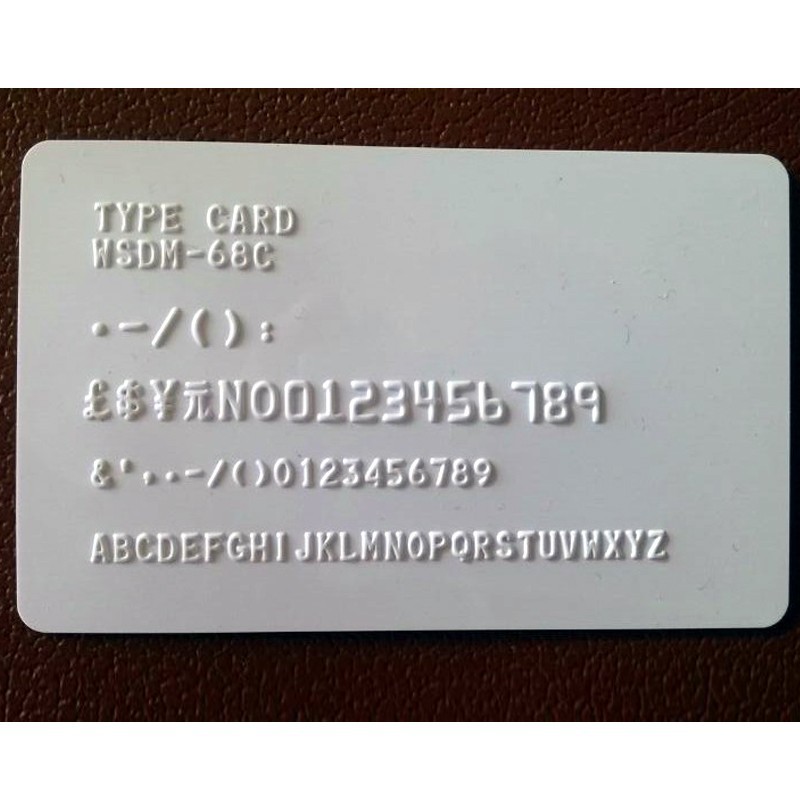 TYPE CARD
WSDM-68C
·-/():
£$¥元NO0123456789
&',.·-/()0123456789
ABCDEFGHIJKLMNOPQRSTUVWXYZ